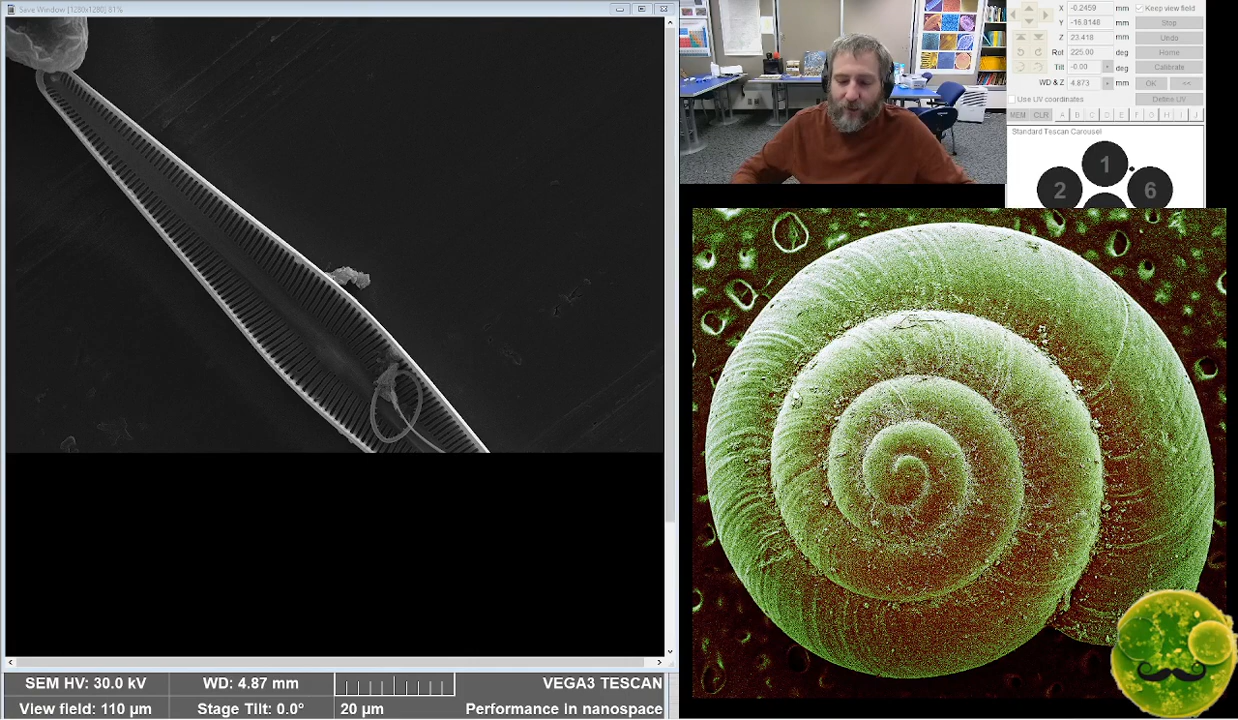 Save Window [1280x1280] 81%
X -0.2459 mm Keep view field
Y -16.8148 mm Stop
Z 23.418 mm Undo
Rot 225.00 deg Home
Tilt -0.00 deg Calibrate
WD & Z 4.873 mm OK <<
Use UV coordinates Define UV
MEM CLR A B C D E F G H I J
Standard Tescan Carousel
1
2 6
SEM HV: 30.0 kV WD: 4.87 mm VEGA3 TESCAN
View field: 110 µm Stage Tilt: 0.0° 20 µm Performance in nanospace